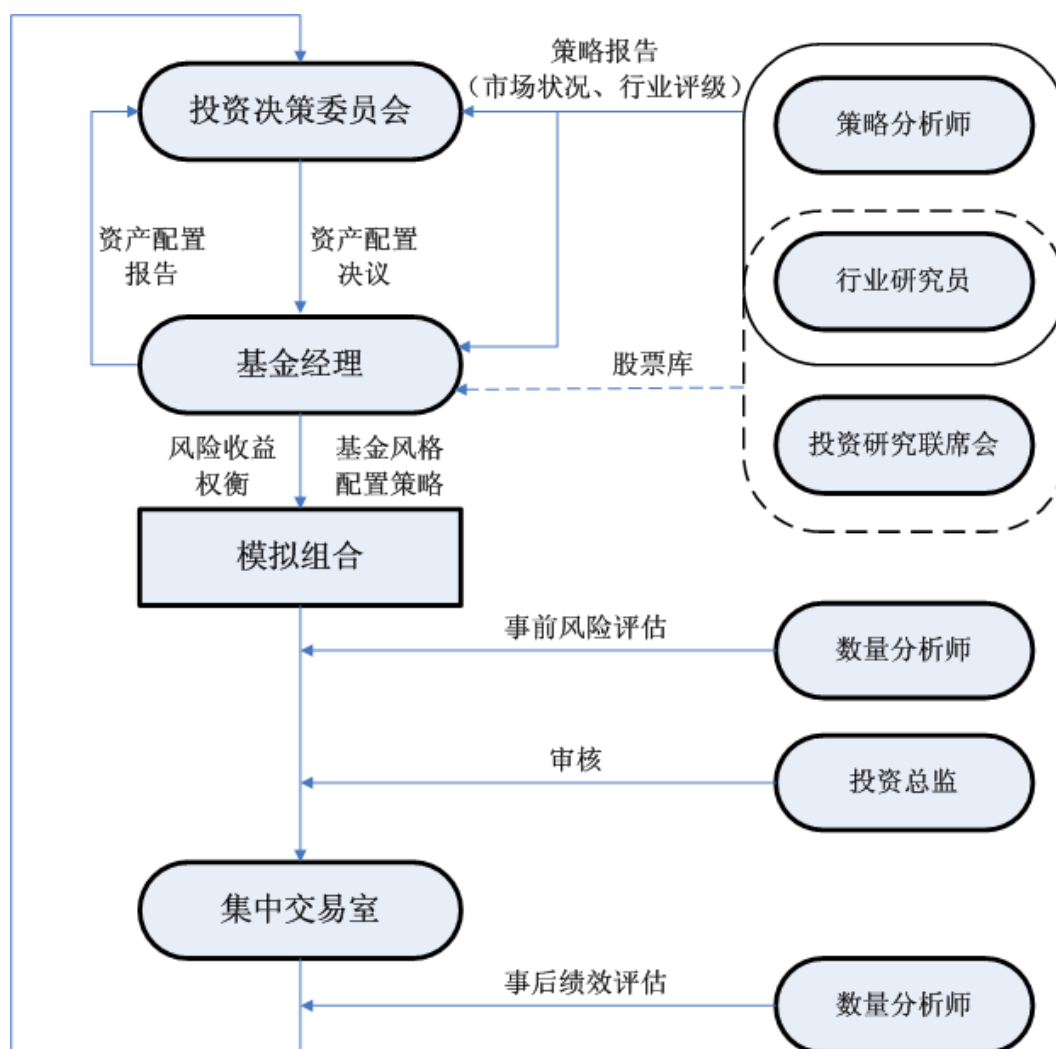 策略报告
（市场状况、行业评级）
策略分析师
投资决策委员会
资产配置
报告
资产配置
决议
行业研究员
基金经理
股票库
投资研究联席会
风险收益
权衡
基金风格
配置策略
模拟组合
事前风险评估
数量分析师
审核
投资总监
集中交易室
事后绩效评估
数量分析师